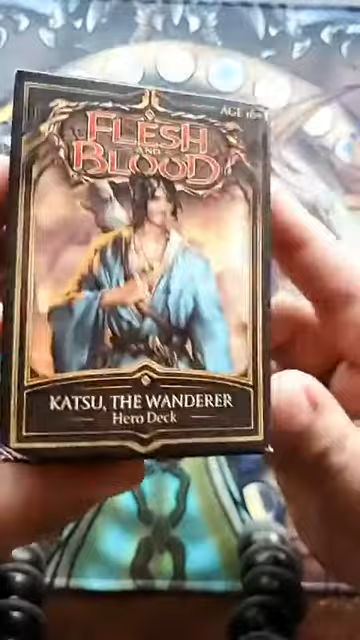 AGE 16+
FLESH
AND
BLOOD
KATSU, THE WANDERER
Hero Deck